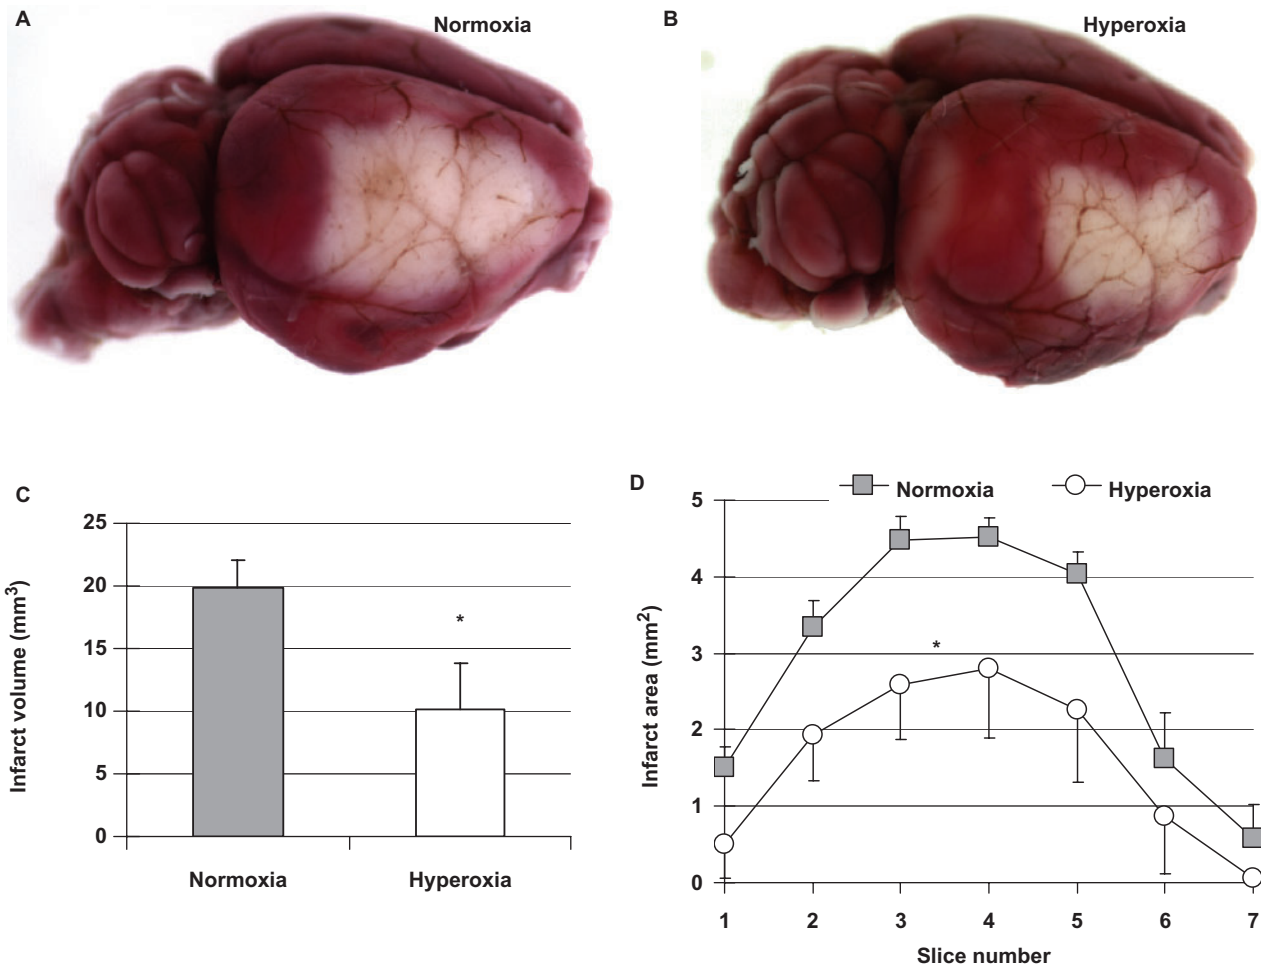 A
Normoxia
B
Hyperoxia
C
Infarct volume (mm³)
25
20
15
10
5
0
*
Normoxia
Hyperoxia
D
Normoxia
Hyperoxia
Infarct area (mm²)
5
4
3
2
1
0
*
1 2 3 4 5 6 7
Slice number